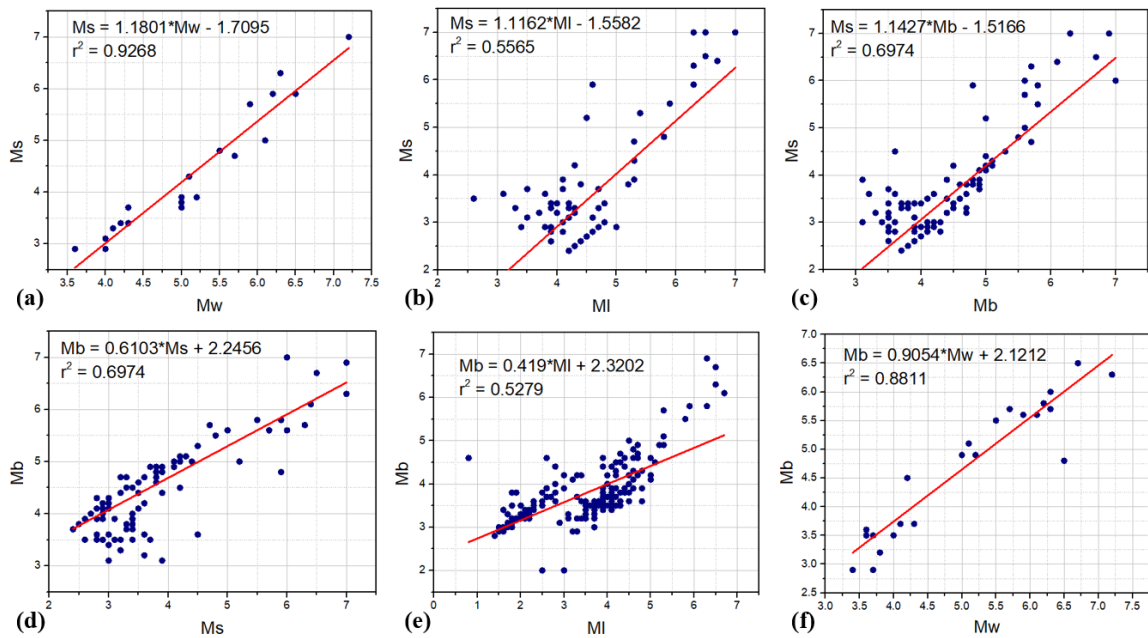 Ms = 1.1801*Mw - 1.7095
r² = 0.9268
7
6
5
4
3
Ms
3.5 4.0 4.5 5.0 5.5 6.0 6.5 7.0 7.5
Mw
(a)
Ms = 1.1162*Ml - 1.5582
r² = 0.5565
7
6
5
4
3
2
Ms
3 4 5 6 7
Ml
(b)
Ms = 1.1427*Mb - 1.5166
r² = 0.6974
7
6
5
4
3
2
Ms
3 4 5 6 7
Mb
(c)
Mb = 0.6103*Ms + 2.2456
r² = 0.6974
7
6
5
4
3
Mb
2 3 4 5 6 7
Ms
(d)
Mb = 0.419*Ml + 2.3202
r² = 0.5279
7
6
5
4
3
2
1
Mb
0 1 2 3 4 5 6 7
Ml
(e)
Mb = 0.9054*Mw + 2.1212
r² = 0.8811
7.0
6.5
6.0
5.5
5.0
4.5
4.0
3.5
3.0
2.5
Mb
3.0 3.5 4.0 4.5 5.0 5.5 6.0 6.5 7.0 7.5
Mw
(f)